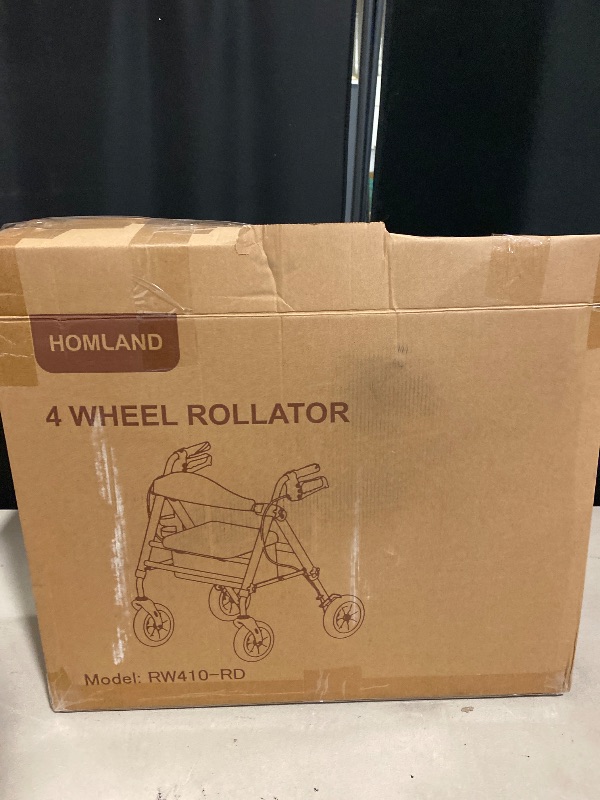 HOMLAND
4 WHEEL ROLLATOR
Model: RW410-RD